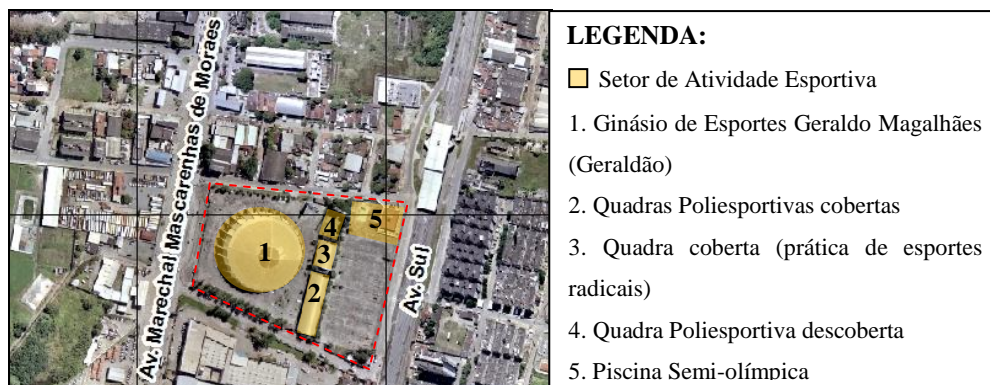 Av. Marechal Mascarenhas de Moraes
1
2
3
4
5
Av. Sul
LEGENDA:
Setor de Atividade Esportiva
1. Ginásio de Esportes Geraldo Magalhães
(Geraldão)
2. Quadras Poliesportivas cobertas
3. Quadra coberta (prática de esportes
radicais)
4. Quadra Poliesportiva descoberta
5. Piscina Semi-olímpica